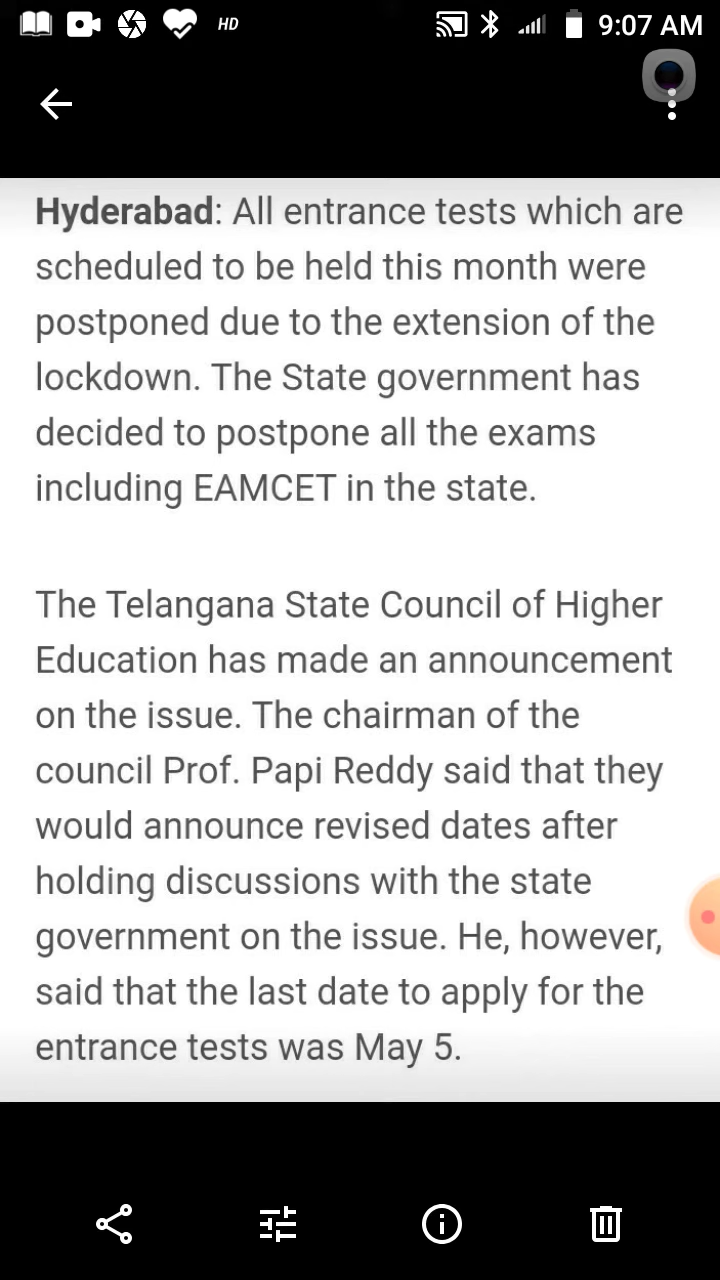 HD 9:07 AM
Hyderabad: All entrance tests which are
scheduled to be held this month were
postponed due to the extension of the
lockdown. The State government has
decided to postpone all the exams
including EAMCET in the state.
The Telangana State Council of Higher
Education has made an announcement
on the issue. The chairman of the
council Prof. Papi Reddy said that they
would announce revised dates after
holding discussions with the state
government on the issue. He, however,
said that the last date to apply for the
entrance tests was May 5.